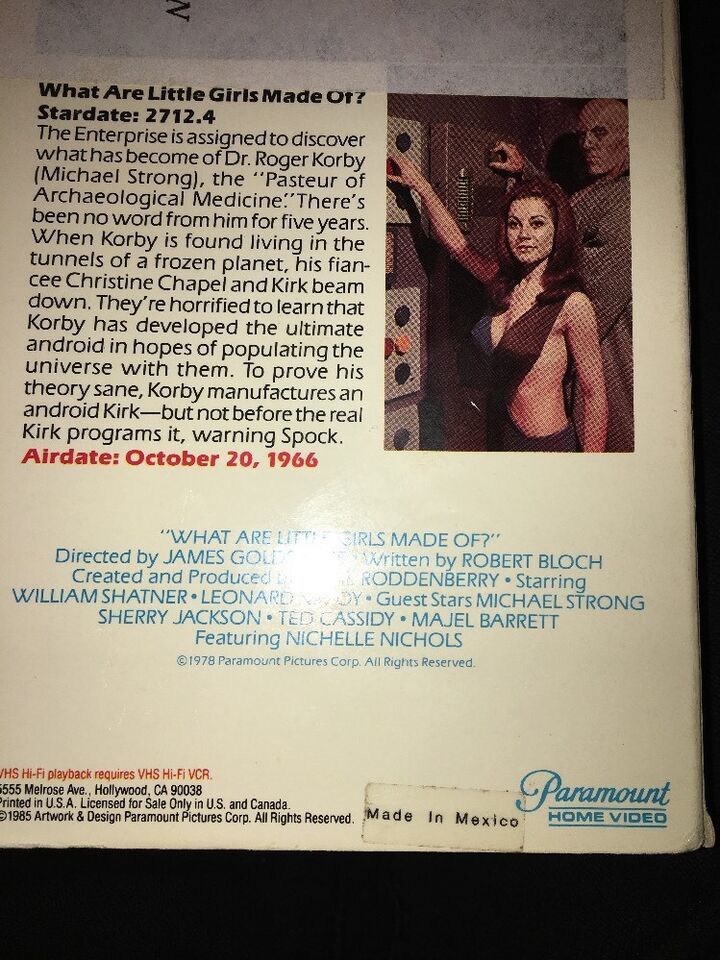 N
What Are Little Girls Made Of?
Stardate: 2712.4
The Enterprise is assigned to discover
what has become of Dr. Roger Korby
(Michael Strong), the "Pasteur of
Archaeological Medicine." There's
been no word from him for five years.
When Korby is found living in the
tunnels of a frozen planet, his fian-
cee Christine Chapel and Kirk beam
down. They're horrified to learn that
Korby has developed the ultimate
android in hopes of populating the
universe with them. To prove his
theory sane, Korby manufactures an
android Kirk—but not before the real
Kirk programs it, warning Spock.
Airdate: October 20, 1966
"WHAT ARE LITTLE GIRLS MADE OF?"
Directed by JAMES Written by ROBERT BLOCH
Created and Produced RODDENBERRY • Starring
WILLIAM SHATNER • LEONARD • Guest Stars MICHAEL STRONG
SHERRY JACKSON • TED CASSIDY • MAJEL BARRETT
Featuring NICHELLE NICHOLS
©1978 Paramount Pictures Corp. All Rights Reserved.
VHS Hi-Fi playback requires VHS Hi-Fi VCR.
5555 Melrose Ave., Hollywood, CA 90038
Printed in U.S.A. Licensed for Sale Only in U.S. and Canada.
©1985 Artwork & Design Paramount Pictures Corp. All Rights Reserved.
Made In Mexico
Paramount
HOME VIDEO